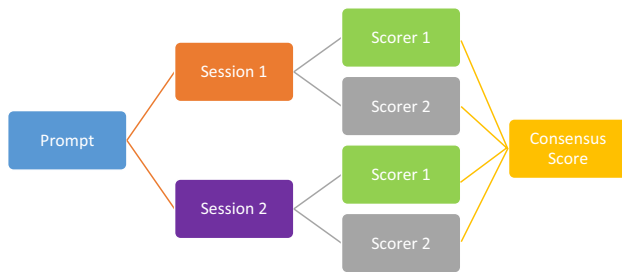 Prompt
Session 1
Session 2
Scorer 1
Scorer 2
Scorer 1
Scorer 2
Consensus
Score